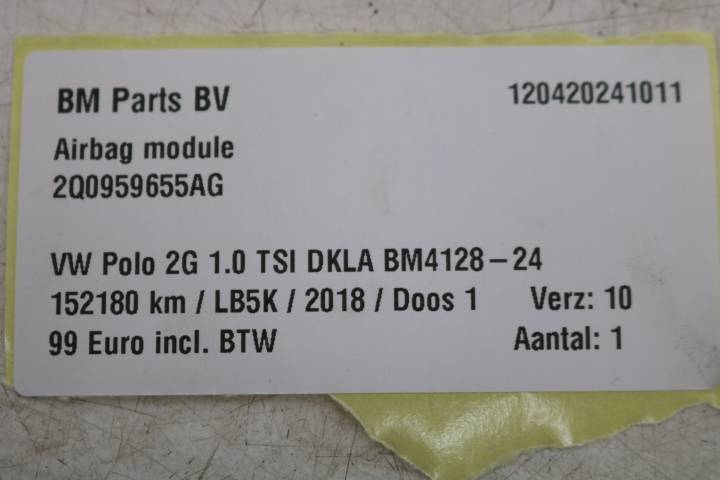 BM Parts BV 120420241011
Airbag module
2Q0959655AG
VW Polo 2G 1.0 TSI DKLA BM4128-24
152180 km / LB5K / 2018 / Doos 1 Verz: 10
99 Euro incl. BTW Aantal: 1